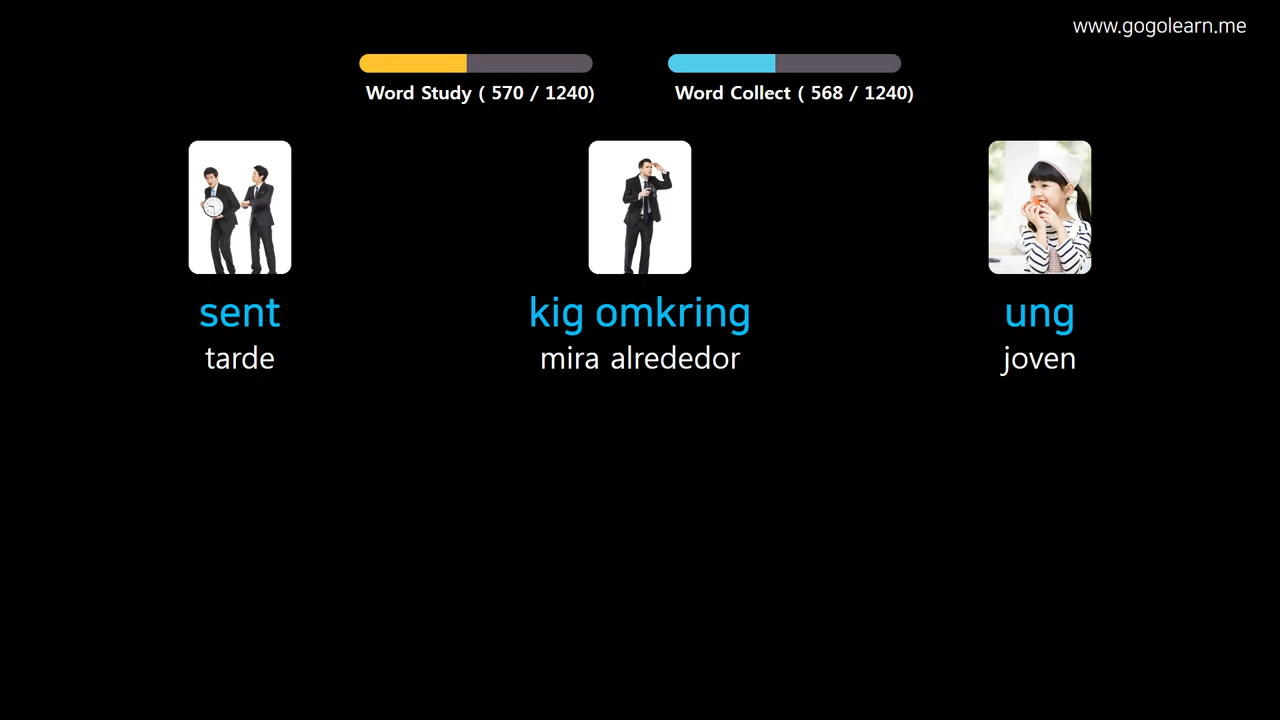 www.gogolearn.me
Word Study ( 570 / 1240)
Word Collect ( 568 / 1240)
sent
kig omkring
ung
tarde
mira alrededor
joven